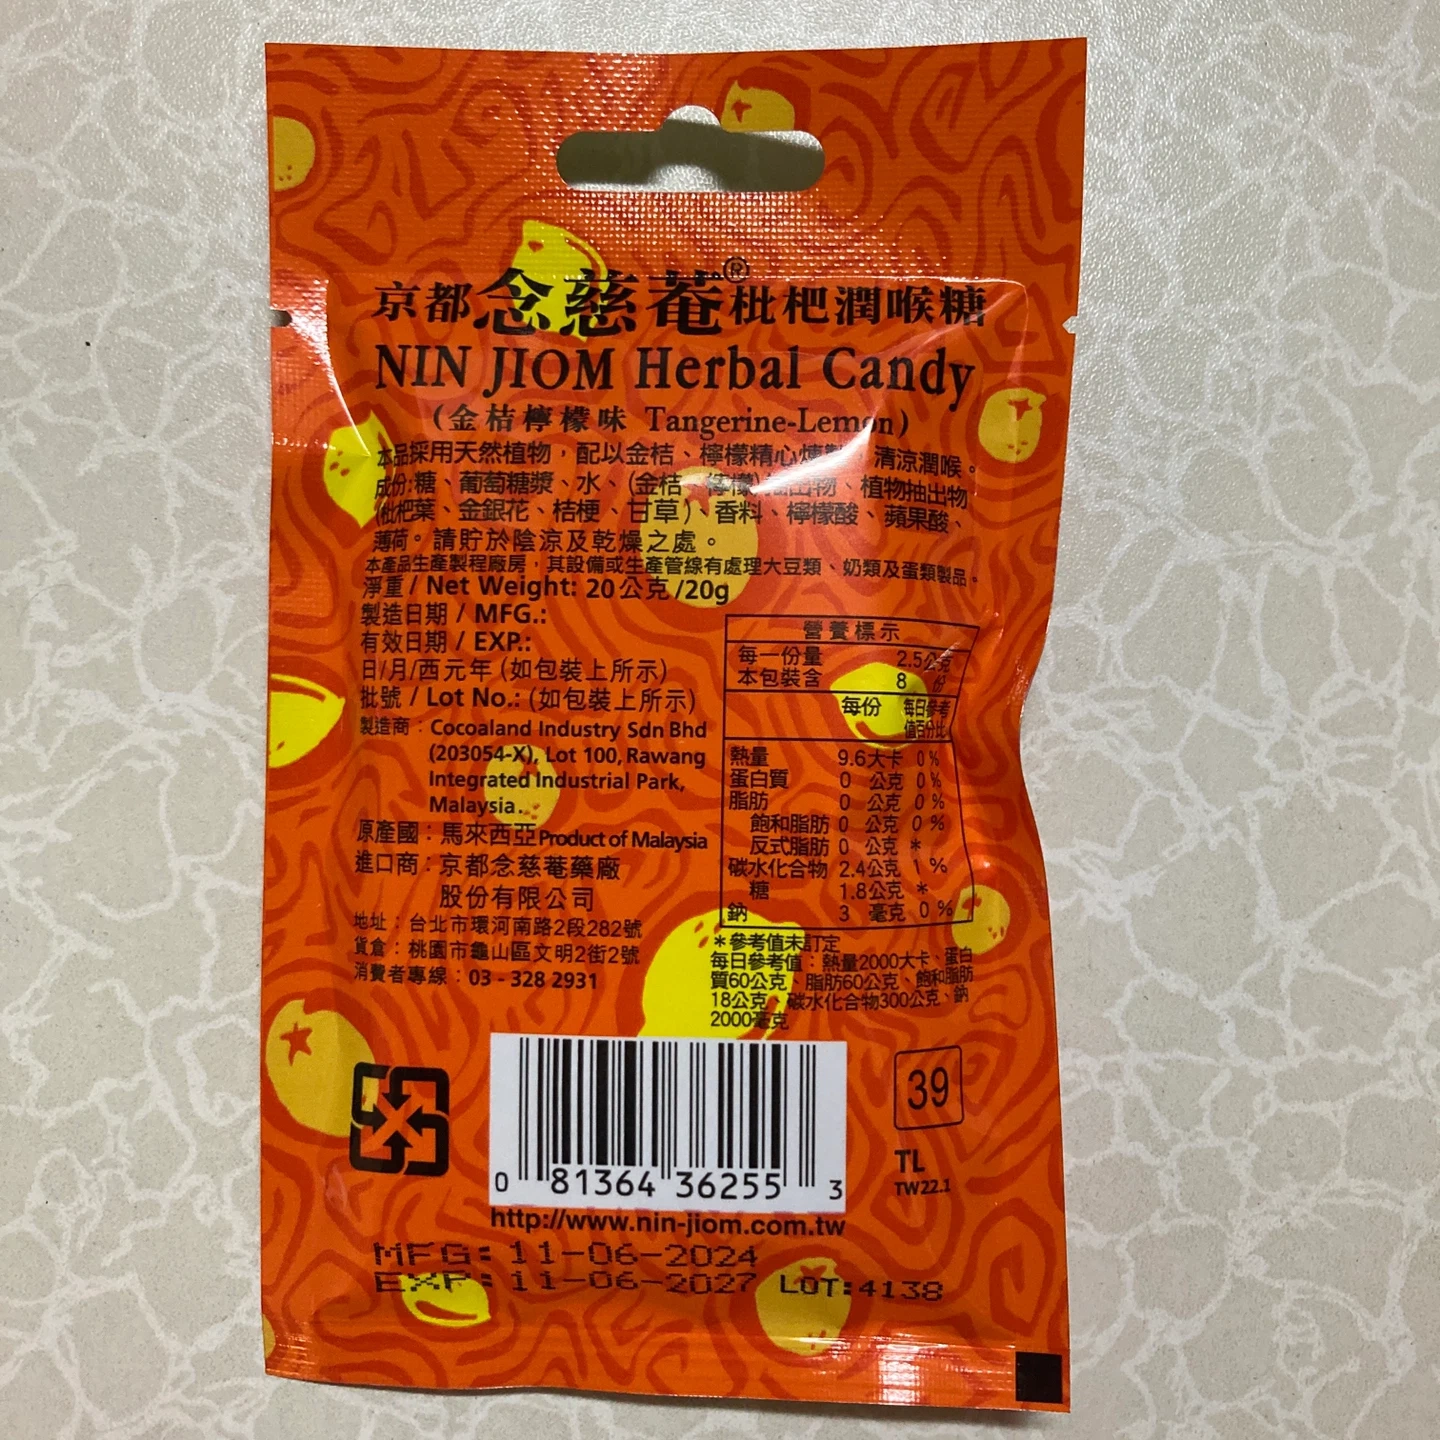 京都念慈菴®枇杷潤喉糖
NIN JIOM Herbal Candy
(金桔檸檬味 Tangerine-Lemon)
本品採用天然植物，配以金桔、檸檬精心煉製，清涼潤喉。
成份:糖、葡萄糖漿、水、(金桔、檸檬)抽出物、植物抽出物
(枇杷葉、金銀花、桔梗、甘草)、香料、檸檬酸、蘋果酸、
薄荷。請貯於陰涼及乾燥之處。
本產品生產製程廠房，其設備或生產管線有處理大豆類、奶類及蛋類製品。
淨重 / Net Weight: 20公克/20g
製造日期 / MFG.:
有效日期 / EXP.:
日/月/西元年 (如包裝上所示)
批號 / Lot No.: (如包裝上所示)
製造商：Cocoaland Industry Sdn Bhd
(203054-X), Lot 100, Rawang
Integrated Industrial Park,
Malaysia.
原產國：馬來西亞Product of Malaysia
進口商：京都念慈菴藥廠
股份有限公司
地址：台北市環河南路2段282號
貨倉：桃園市龜山區文明2街2號
消費者專線：03-328 2931
營養標示
每一份量 2.5公克
本包裝含 8 份
每份 每日參考
值百分比
熱量 9.6大卡 0%
蛋白質 0 公克 0%
脂肪 0 公克 0%
飽和脂肪 0 公克 0%
反式脂肪 0 公克 *
碳水化合物 2.4公克 1%
糖 1.8公克 *
鈉 3 毫克 0%
*參考值未訂定
每日參考值：熱量2000大卡、蛋白
質60公克、脂肪60公克、飽和脂肪
18公克、碳水化合物300公克、鈉
2000毫克
39
TL
TW22.1
0 81364 36255 3
http://www.nin-jiom.com.tw
MFG: 11-06-2024
EXP: 11-06-2027 LOT:4138